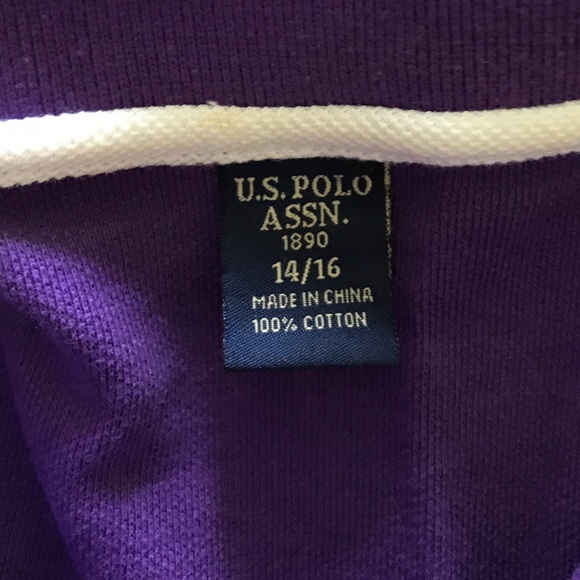 U.S. POLO
ASSN.
1890
14/16
MADE IN CHINA
100% COTTON